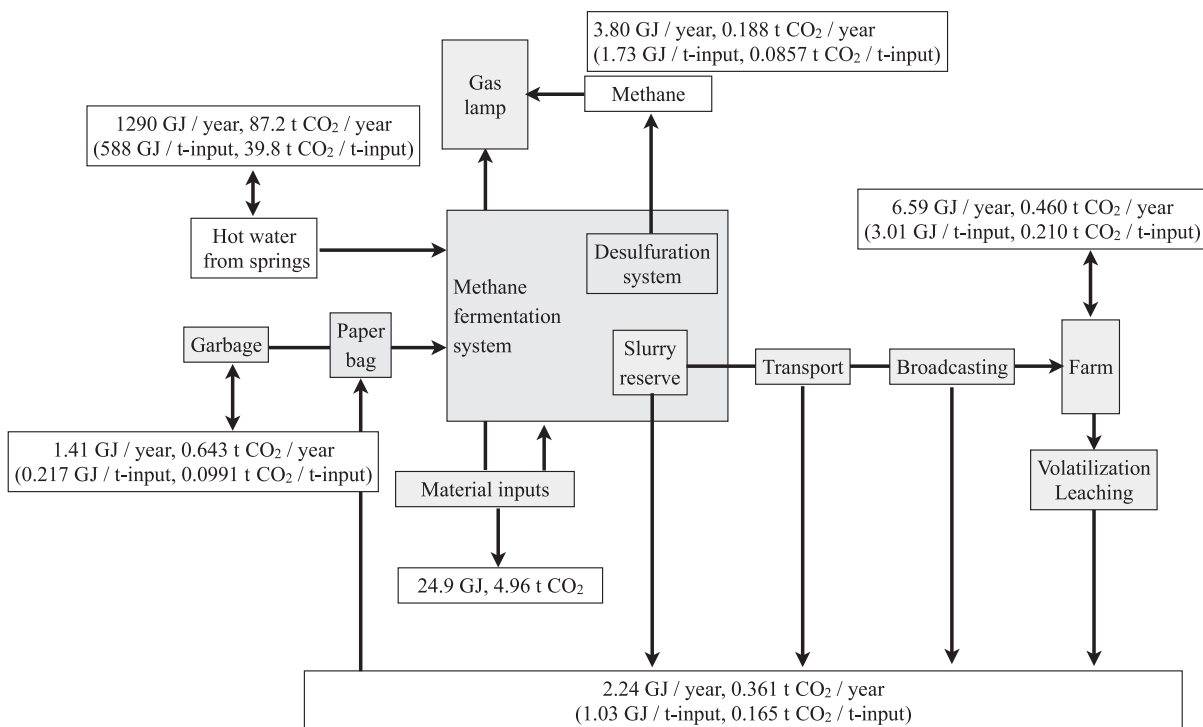 3.80 GJ / year, 0.188 t CO₂ / year
(1.73 GJ / t-input, 0.0857 t CO₂ / t-input)
Gas
lamp
Methane
1290 GJ / year, 87.2 t CO₂ / year
(588 GJ / t-input, 39.8 t CO₂ / t-input)
6.59 GJ / year, 0.460 t CO₂ / year
(3.01 GJ / t-input, 0.210 t CO₂ / t-input)
Hot water
from springs
Desulfuration
system
Methane
fermentation
system
Garbage
Paper
bag
Slurry
reserve
Transport
Broadcasting
Farm
1.41 GJ / year, 0.643 t CO₂ / year
(0.217 GJ / t-input, 0.0991 t CO₂ / t-input)
Material inputs
Volatilization
Leaching
24.9 GJ, 4.96 t CO₂
2.24 GJ / year, 0.361 t CO₂ / year
(1.03 GJ / t-input, 0.165 t CO₂ / t-input)